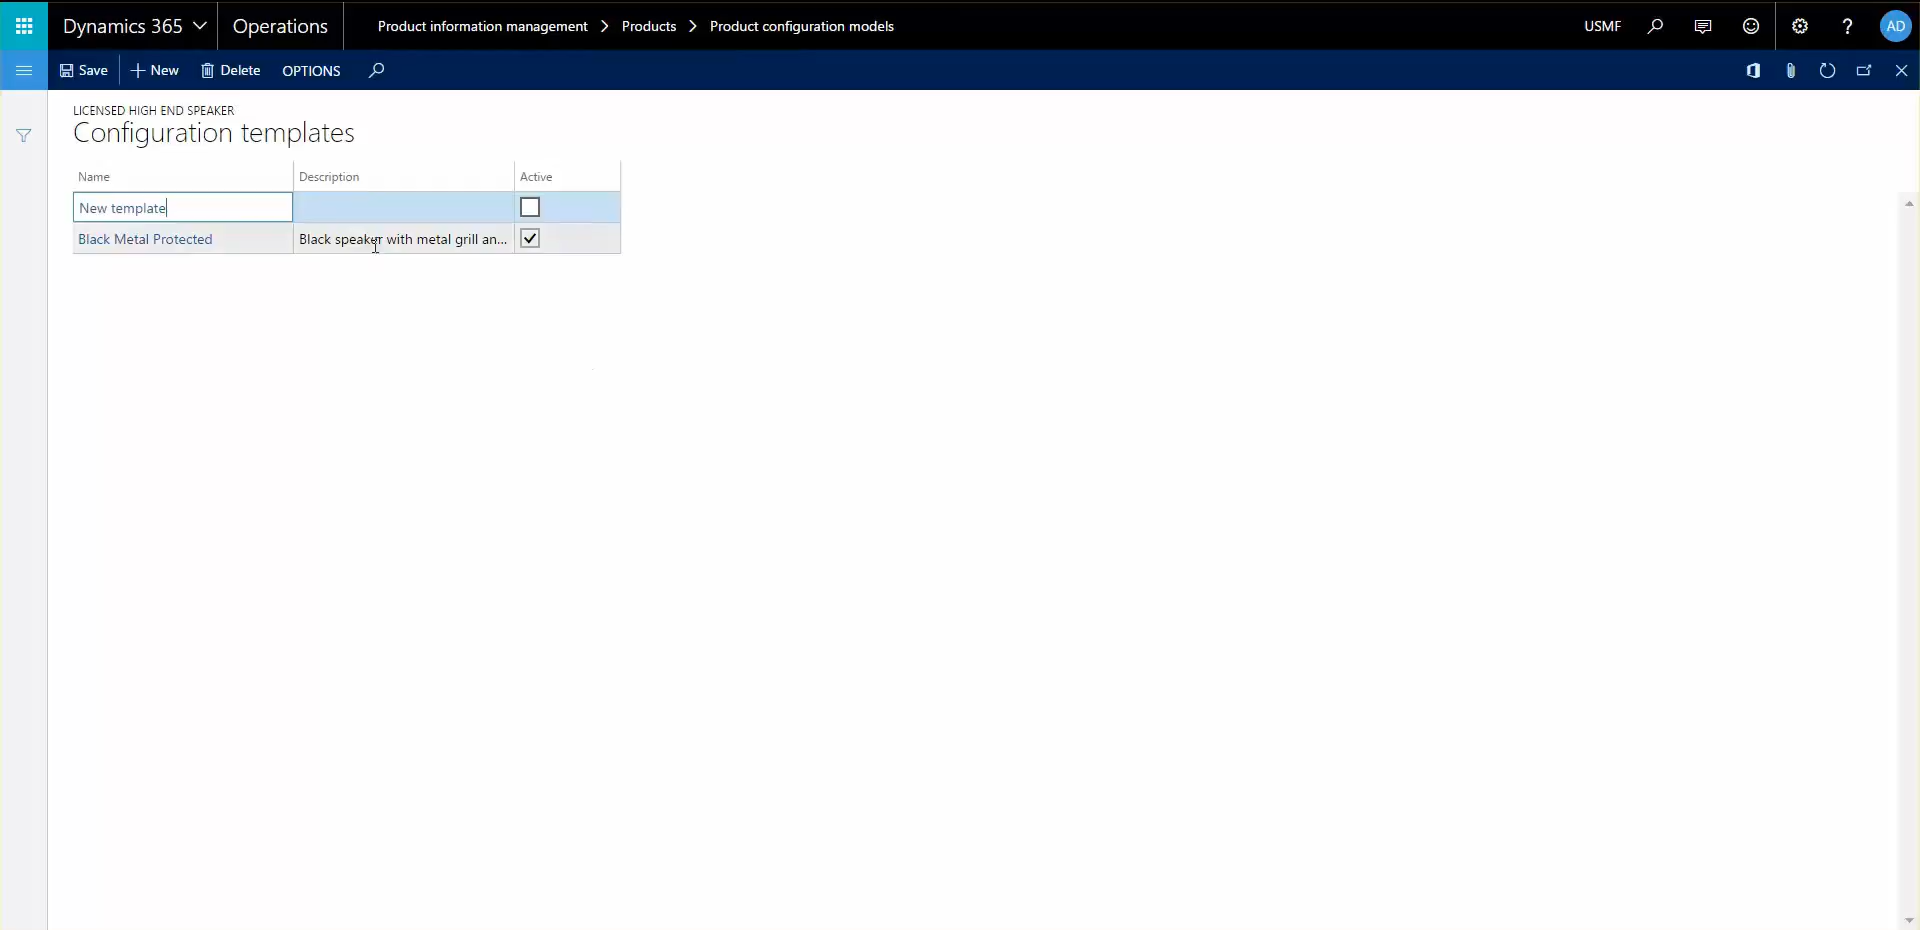 Dynamics 365 Operations Product information management Products Product configuration models USMF AD
Save New Delete OPTIONS
LICENSED HIGH END SPEAKER
Configuration templates
Name Description Active
New template
Black Metal Protected Black speaker with metal grill an...